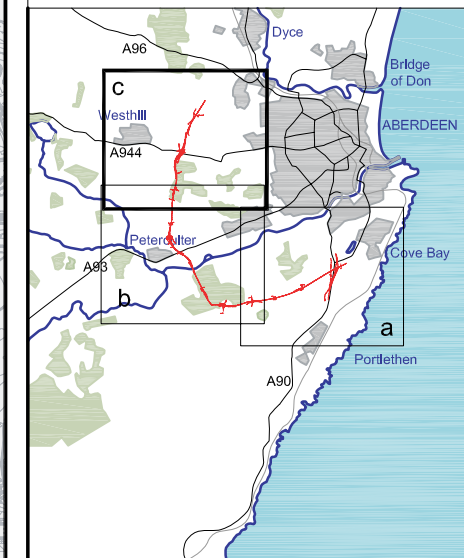 Dyce
A96
Bridge
of Don
c
Westhill
ABERDEEN
A944
Peterculter
Cove Bay
A93
b
a
Portlethen
A90